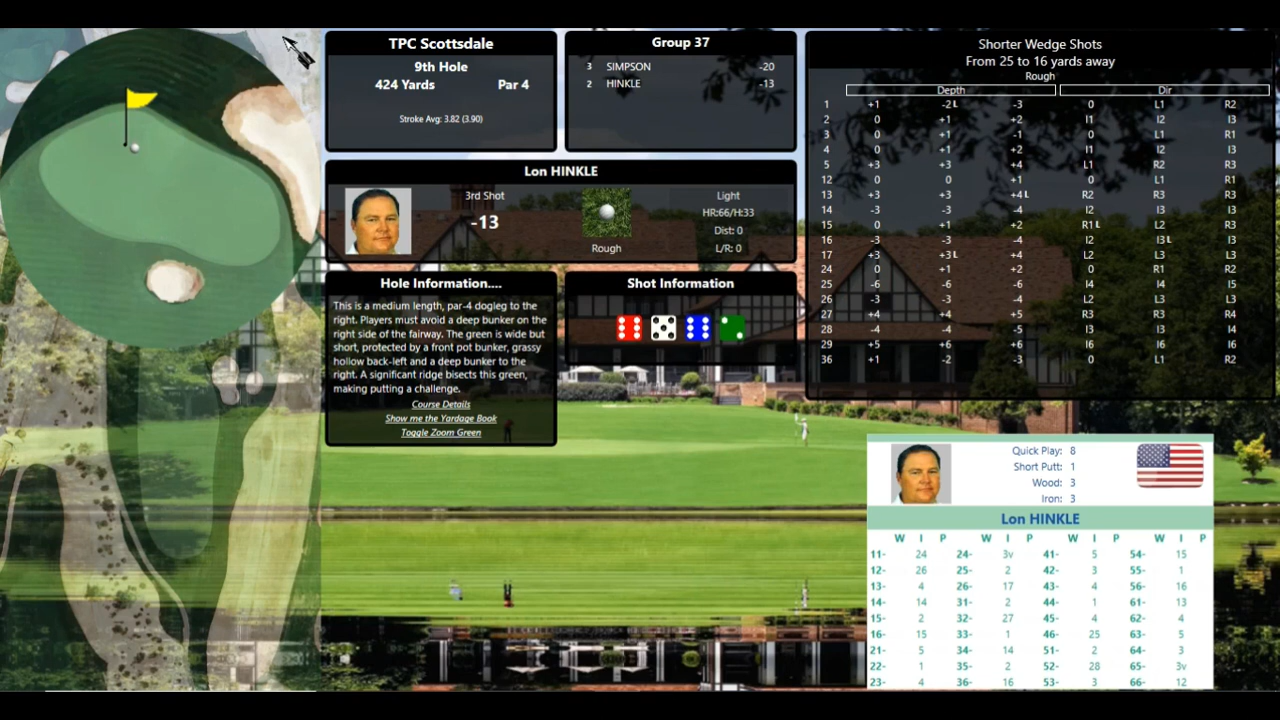 TPC Scottsdale
9th Hole
424 Yards Par 4
Stroke Avg: 3.82 (3.90)
Group 37
3 SIMPSON -20
2 HINKLE -13
Lon HINKLE
3rd Shot
-13
Rough
Light
HR:66/H:33
Dist: 0
L/R: 0
Hole Information....
This is a medium length, par-4 dogleg to the
right. Players must avoid a deep bunker on the
right side of the fairway. The green is wide but
short, protected by a front pot bunker, grassy
hollow back-left and a deep bunker to the
right. A significant ridge bisects this green,
making putting a challenge.
Course Details
Show me the Yardage Book
Toggle Zoom Green
Shot Information
Shorter Wedge Shots
From 25 to 16 yards away
Rough
Depth Dir
1 +1 -2L -3 0 L1 R2
2 0 +1 +2 I1 I2 I3
3 0 +1 -1 0 L1 R1
4 0 +1 +2 I1 I2 I3
5 +3 +3 +4 L1 R2 R3
12 0 0 +1 0 L1 R1
13 +3 +3 +4L R2 R3 R3
14 -3 -3 -4 I2 I3 I3
15 0 +1 +2 R1L L2 R3
16 -3 -3 -4 I2 I3L I3
17 +3 +3L +4 L2 L3 L3
24 0 +1 +2 0 R1 R2
25 -6 -6 -6 I4 I4 I5
26 -3 -3 -4 L2 L3 L3
27 +4 +4 +5 R3 R3 R4
28 -4 -4 -5 I3 I3 I4
29 +5 +6 +6 I6 I6 I6
36 +1 -2 -3 0 L1 R2
Quick Play: 8
Short Putt: 1
Wood: 3
Iron: 3
Lon HINKLE
W I P W I P W I P W I P
11- 24 24- 3v 41- 5 54- 15
12- 26 25- 2 42- 3 55- 1
13- 4 26- 17 43- 4 56- 16
14- 14 31- 2 44- 1 61- 13
15- 2 32- 27 45- 4 62- 4
16- 15 33- 1 46- 25 63- 5
21- 5 34- 14 51- 2 64- 3
22- 1 35- 2 52- 28 65- 3v
23- 4 36- 16 53- 3 66- 12